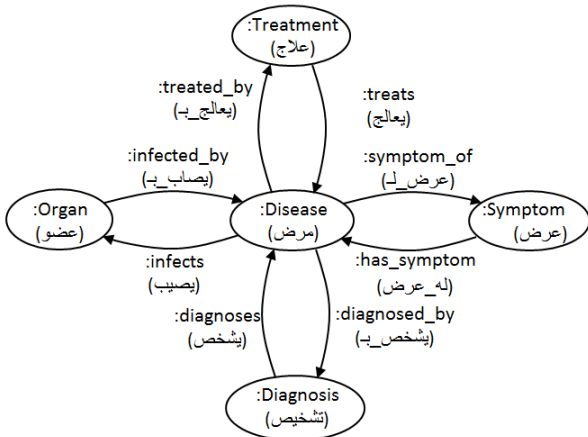 :Treatment
(علاج)
:treated_by
(يعالج_بـ)
:treats
(يعالج)
:infected_by
(يصاب_بـ)
:symptom_of
(عرض_لـ)
:Organ
(عضو)
:Disease
(مرض)
:Symptom
(عرض)
:infects
(يصيب)
:has_symptom
(له_عرض)
:diagnoses
(يشخص)
:diagnosed_by
(يشخص_بـ)
:Diagnosis
(تشخيص)